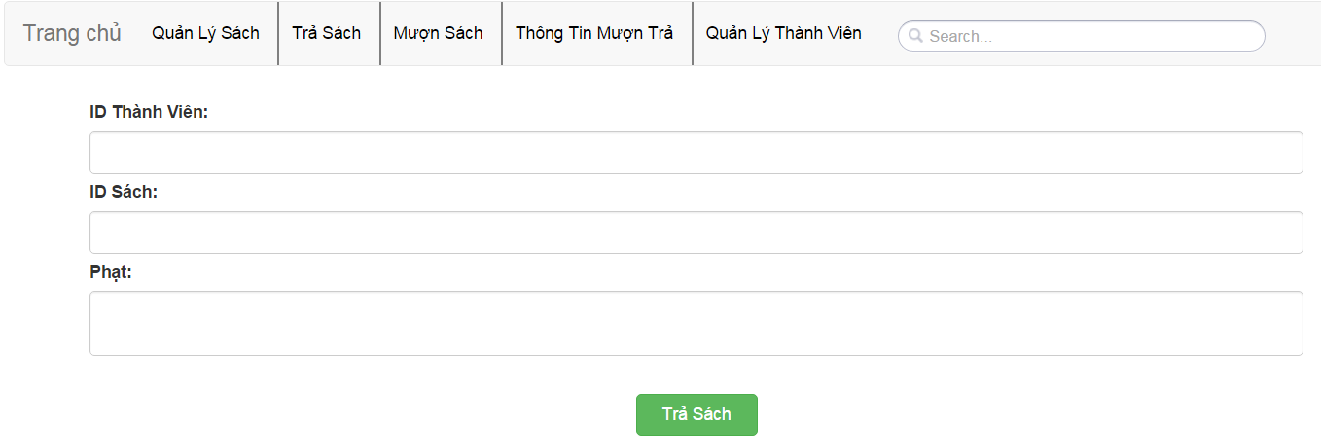 Trang chủ Quản Lý Sách Trả Sách Mượn Sách Thông Tin Mượn Trả Quản Lý Thành Viên Search...
ID Thành Viên:
ID Sách:
Phạt:
Trả Sách